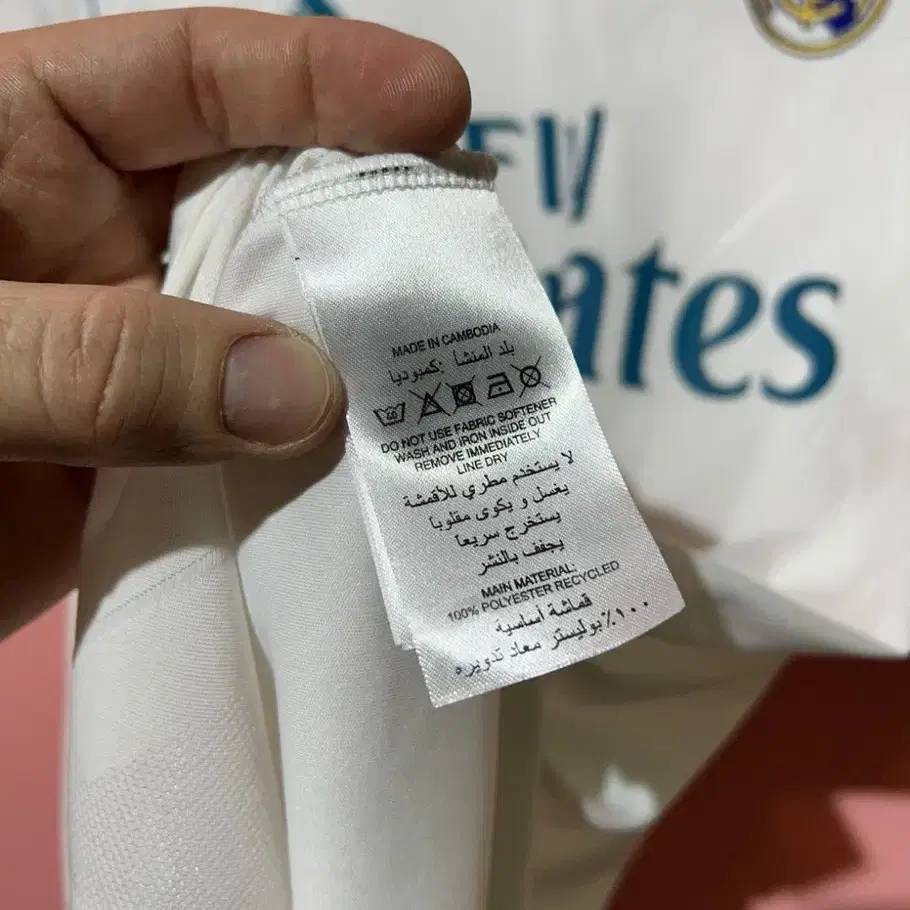 MADE IN CAMBODIA
بلد المنشا :كمبوديا
DO NOT USE FABRIC SOFTENER
WASH AND IRON INSIDE OUT
REMOVE IMMEDIATELY
LINE DRY
لا يستخدم مطري للأقمشة
يغسل و يكوى مقلوبا
يستخرج سريعا
يجفف بالنشر
MAIN MATERIAL:
100% POLYESTER RECYCLED
قماشة أساسية
١٠٠٪ بوليستر معاد تدويره